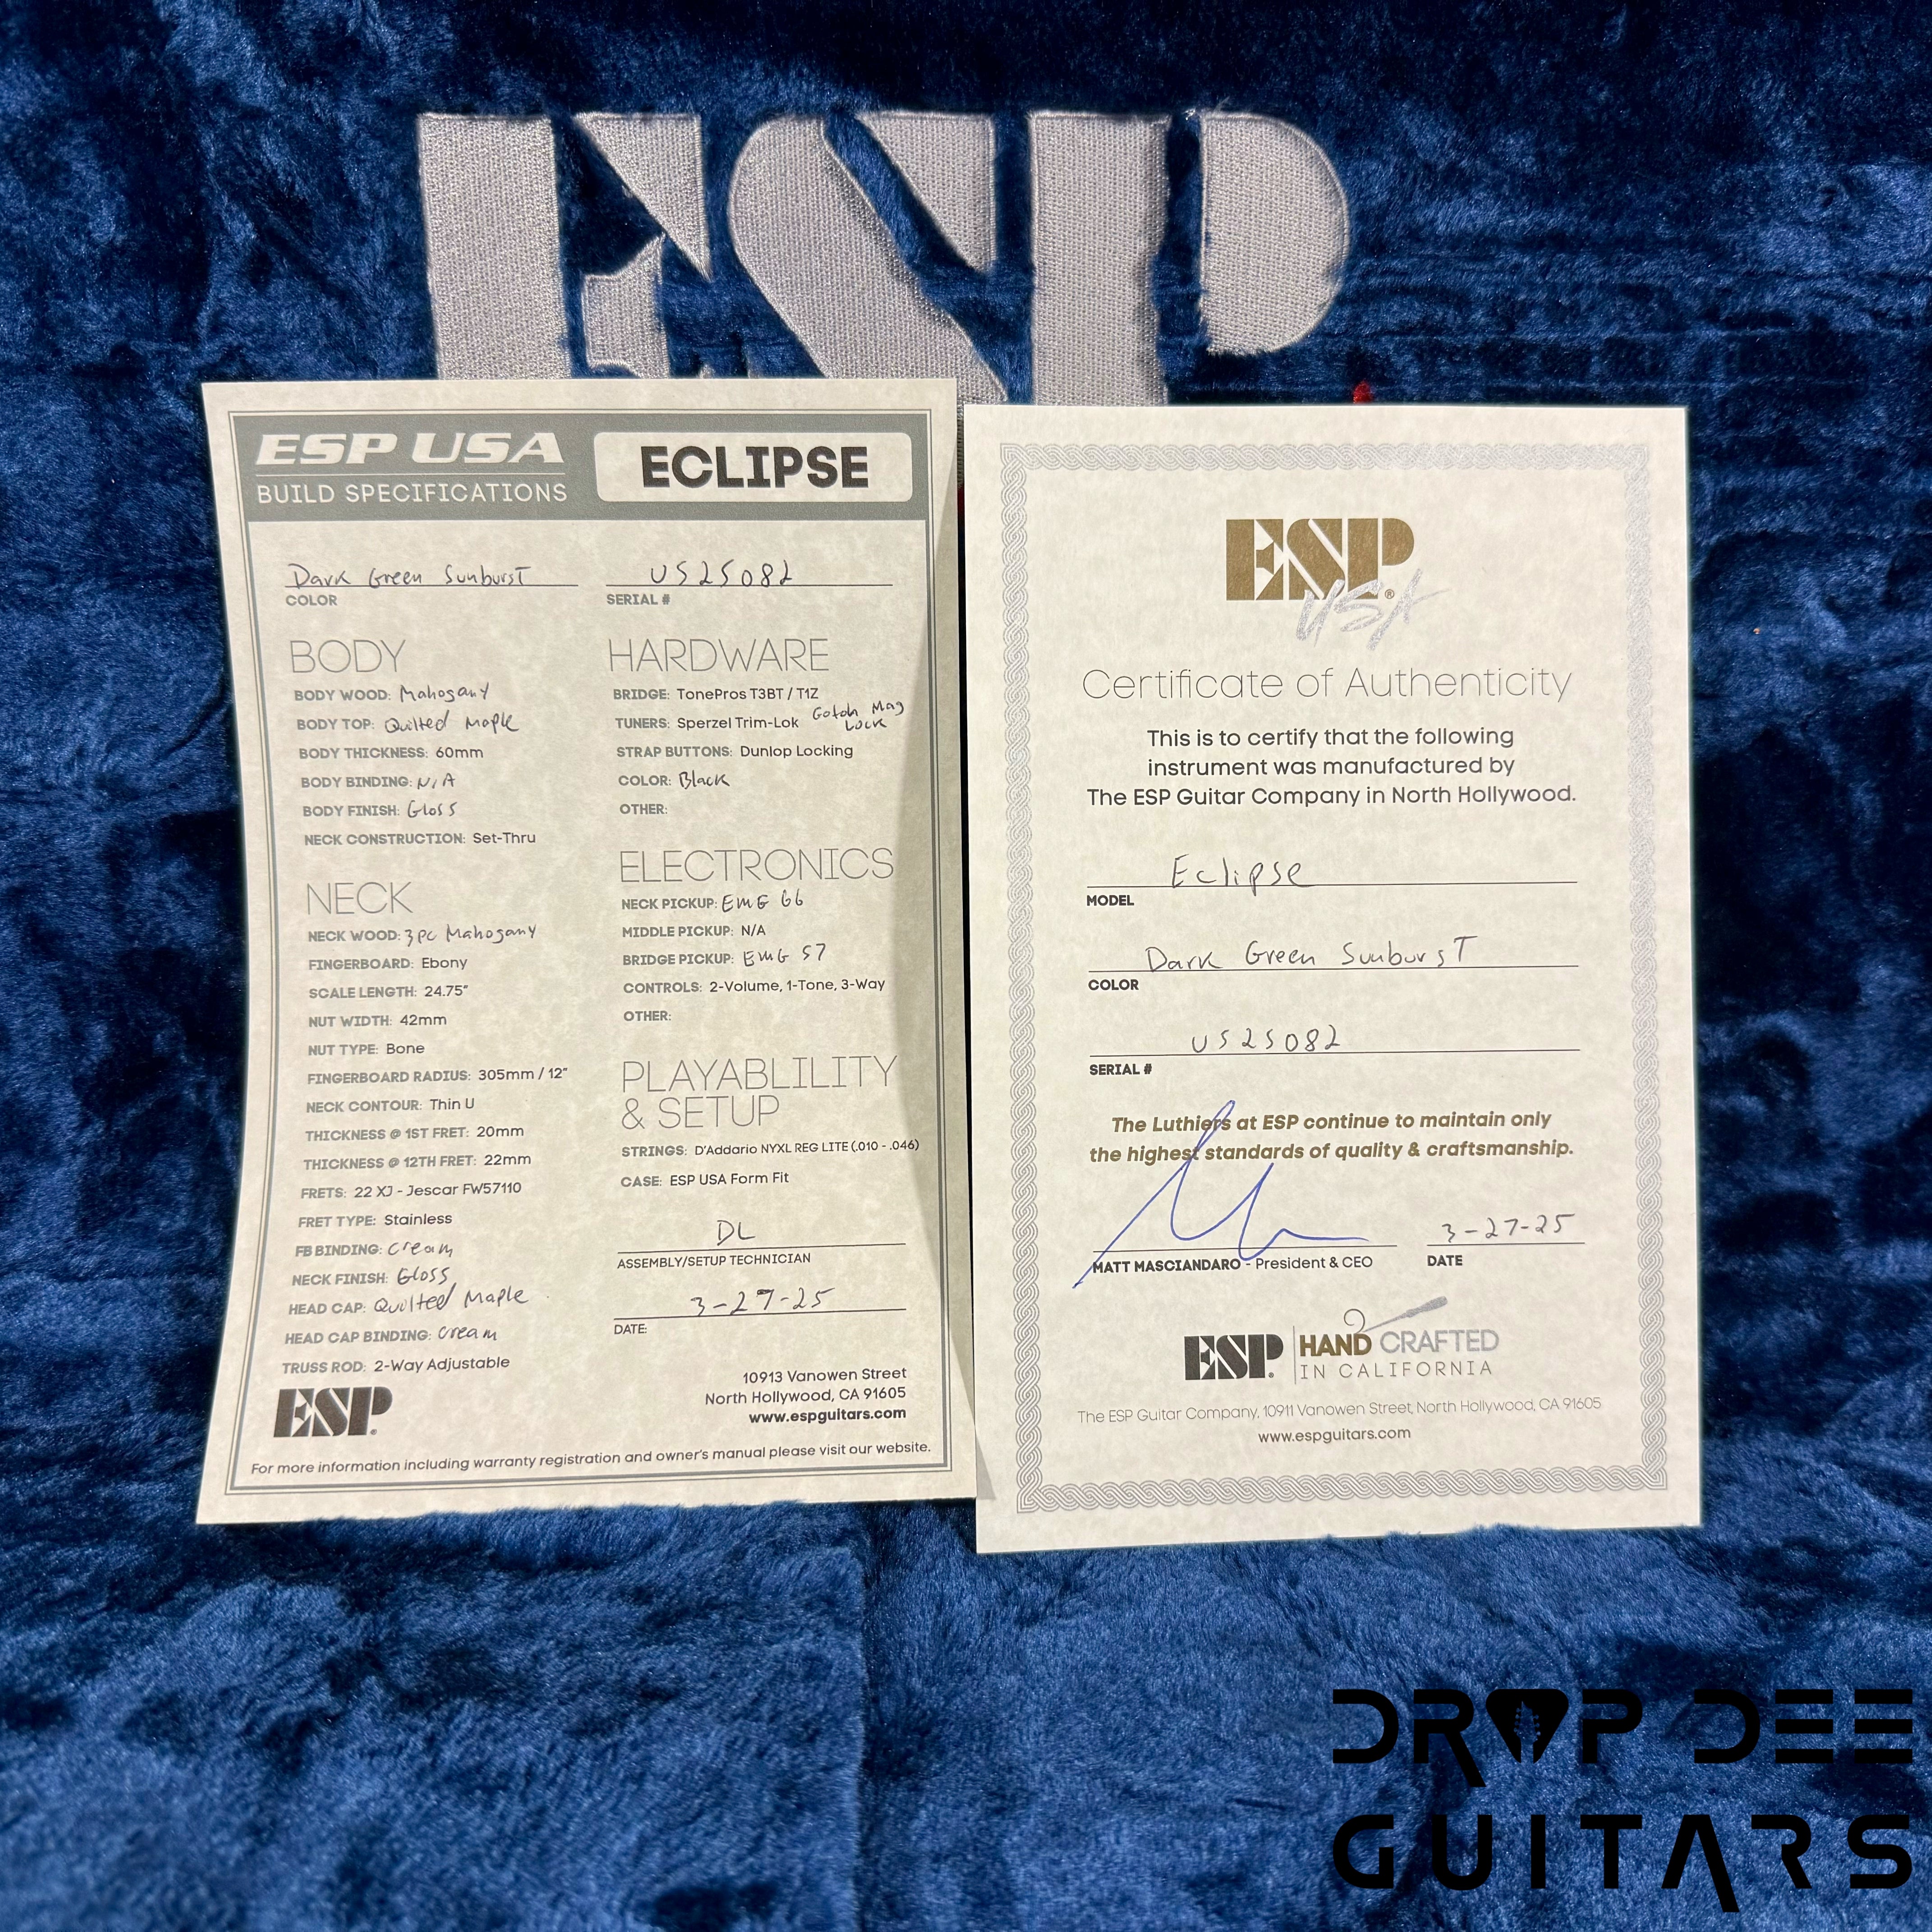 ESP
ESP USA
BUILD SPECIFICATIONS
ECLIPSE
Dark Green SunbursT
COLOR
US25082
SERIAL #
BODY
BODY WOOD: Mahogany
BODY TOP: Quilted Maple
BODY THICKNESS: 60mm
BODY BINDING: N/A
BODY FINISH: Gloss
NECK CONSTRUCTION: Set-Thru
NECK
NECK WOOD: 3pc Mahogany
FINGERBOARD: Ebony
SCALE LENGTH: 24.75"
NUT WIDTH: 42mm
NUT TYPE: Bone
FINGERBOARD RADIUS: 305mm / 12"
NECK CONTOUR: Thin U
THICKNESS @ 1ST FRET: 20mm
THICKNESS @ 12TH FRET: 22mm
FRETS: 22 XJ - Jescar FW57110
FRET TYPE: Stainless
FB BINDING: Cream
NECK FINISH: Gloss
HEAD CAP: Quilted Maple
HEAD CAP BINDING: Cream
TRUSS ROD: 2-Way Adjustable
ESP
HARDWARE
BRIDGE: TonePros T3BT / T1Z
TUNERS: Sperzel Trim-Lok Gotoh Mag
Lock
STRAP BUTTONS: Dunlop Locking
COLOR: Black
OTHER:
ELECTRONICS
NECK PICKUP: EMG 66
MIDDLE PICKUP: N/A
BRIDGE PICKUP: EMG 57
CONTROLS: 2-Volume, 1-Tone, 3-Way
OTHER:
PLAYABLILITY
& SETUP
STRINGS: D'Addario NYXL REG LITE (.010 - .046)
CASE: ESP USA Form Fit
DL
ASSEMBLY/SETUP TECHNICIAN
3-27-25
DATE:
10913 Vanowen Street
North Hollywood, CA 91605
www.espguitars.com
For more information including warranty registration and owner's manual please visit our website.
ESP®
USA
Certificate of Authenticity
This is to certify that the following
instrument was manufactured by
The ESP Guitar Company in North Hollywood.
Eclipse
MODEL
Dark Green SunbursT
COLOR
US25082
SERIAL #
The Luthiers at ESP continue to maintain only
the highest standards of quality & craftsmanship.
3-27-25
MATT MASCIANDARO - President & CEO
DATE
ESP. HAND CRAFTED
IN CALIFORNIA
The ESP Guitar Company, 10911 Vanowen Street, North Hollywood, CA 91605
www.espguitars.com
DROP DEE
GUITARS